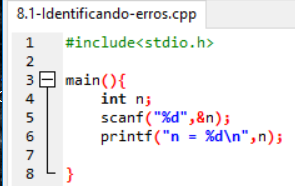 8.1-Identificando-erros.cpp
1 #include<stdio.h>
2
3 main(){
4 int n;
5 scanf("%d",&n);
6 printf("n = %d\n",n);
7
8 }